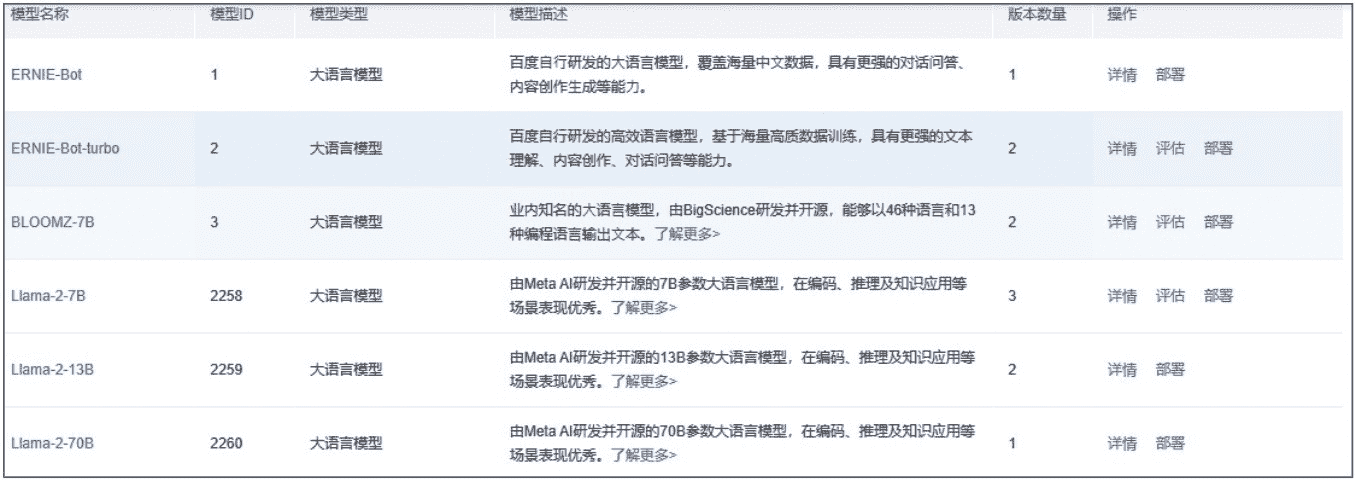 模型名称 模型ID 模型类型 模型描述 版本数量 操作
ERNIE-Bot 1 大语言模型 百度自行研发的大语言模型，覆盖海量中文数据，具有更强的对话问答、 1 详情 部署
内容创作生成等能力。
ERNIE-Bot-turbo 2 大语言模型 百度自行研发的高效语言模型，基于海量高质数据训练，具有更强的文本 2 详情 评估 部署
理解、内容创作、对话问答等能力。
BLOOMZ-7B 3 大语言模型 业内知名的大语言模型，由BigScience研发并开源，能够以46种语言和13 2 详情 评估 部署
种编程语言输出文本。了解更多>
Llama-2-7B 2258 大语言模型 由Meta AI研发并开源的7B参数大语言模型，在编码、推理及知识应用等 3 详情 评估 部署
场景表现优秀。了解更多>
Llama-2-13B 2259 大语言模型 由Meta AI研发并开源的13B参数大语言模型，在编码、推理及知识应用等 2 详情 部署
场景表现优秀。了解更多>
Llama-2-70B 2260 大语言模型 由Meta AI研发并开源的70B参数大语言模型，在编码、推理及知识应用等 1 详情 部署
场景表现优秀。了解更多>